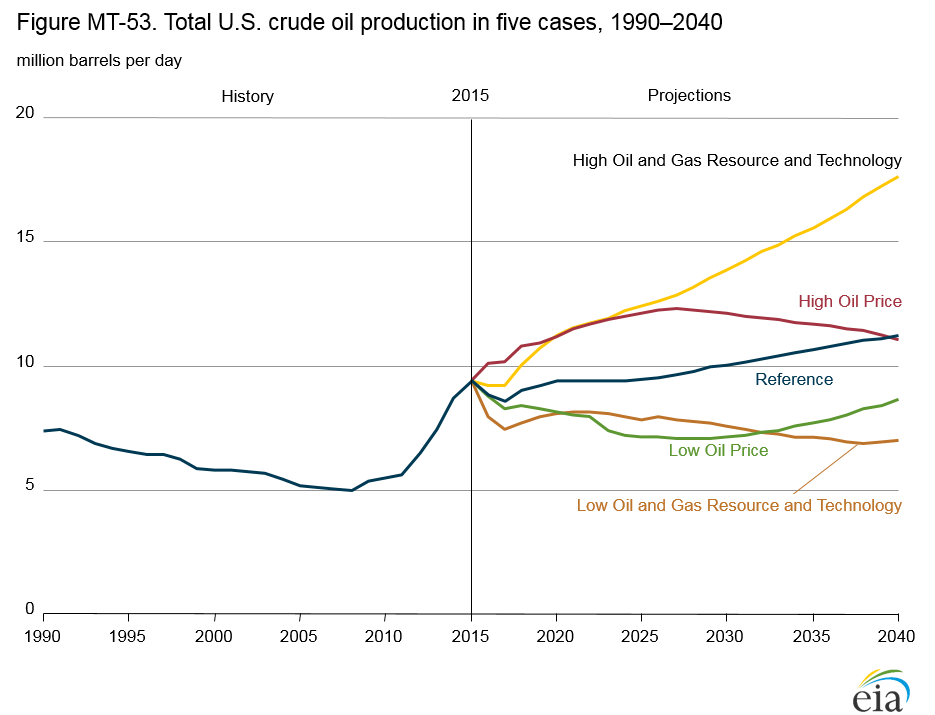 Figure MT-53. Total U.S. crude oil production in five cases, 1990–2040
million barrels per day
History 2015 Projections
20
High Oil and Gas Resource and Technology
15
High Oil Price
10
Reference
Low Oil Price
5
Low Oil and Gas Resource and Technology
0
1990 1995 2000 2005 2010 2015 2020 2025 2030 2035 2040
eia